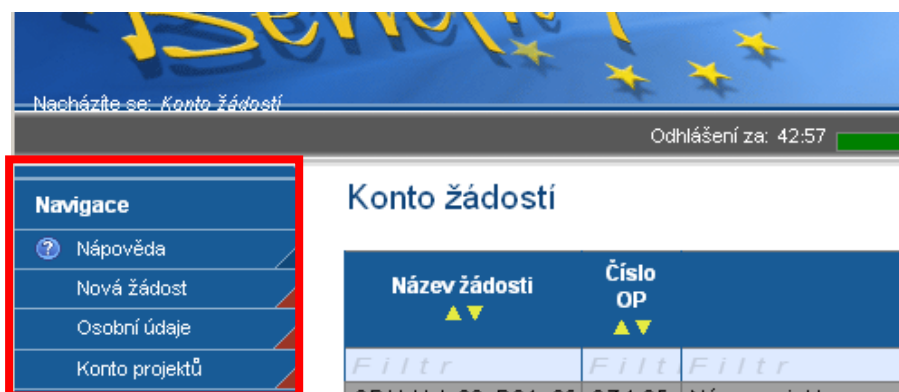 Benefit
Nacházíte se: Konto žádostí
Odhlášení za: 42:57
Navigace
Nápověda
Nová žádost
Osobní údaje
Konto projektů
Konto žádostí
Název žádosti
Číslo
OP
Filtr
Filt
Filtr